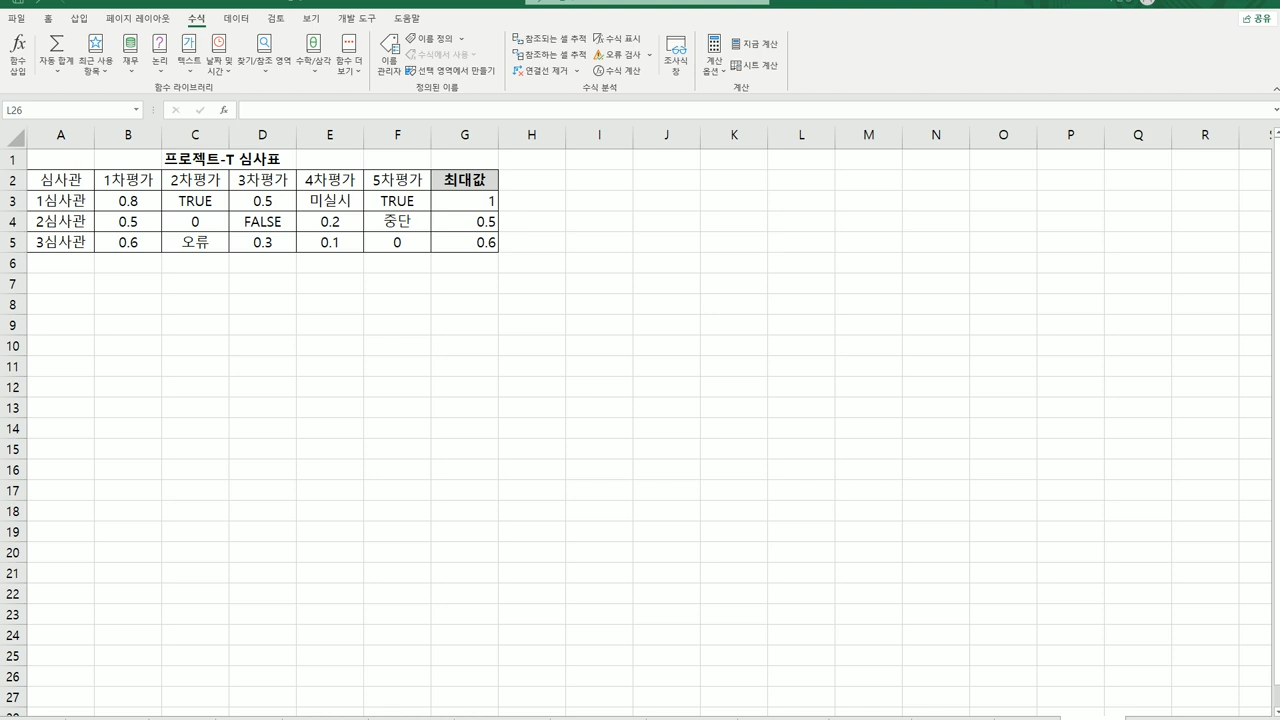 파일 홈 삽입 페이지 레이아웃 수식 데이터 검토 보기 개발 도구 도움말 공유
fx 함수 삽입
자동 합계
최근 사용 항목
재무
논리
텍스트
날짜 및 시간
찾기/참조 영역
수학/삼각
함수 더 보기
함수 라이브러리
이름 관리자
이름 정의
수식에서 사용
선택 영역에서 만들기
정의된 이름
참조되는 셀 추적
참조하는 셀 추적
연결선 제거
수식 표시
오류 검사
수식 계산
수식 분석
조사식 창
계산 옵션
지금 계산
시트 계산
계산
L26 fx
A B C D E F G H I J K L M N O P Q R
1 프로젝트-T 심사표
2 심사관 1차평가 2차평가 3차평가 4차평가 5차평가 최대값
3 1심사관 0.8 TRUE 0.5 미실시 TRUE 1
4 2심사관 0.5 0 FALSE 0.2 중단 0.5
5 3심사관 0.6 오류 0.3 0.1 0 0.6
6
7
8
9
10
11
12
13
14
15
16
17
18
19
20
21
22
23
24
25
26
27